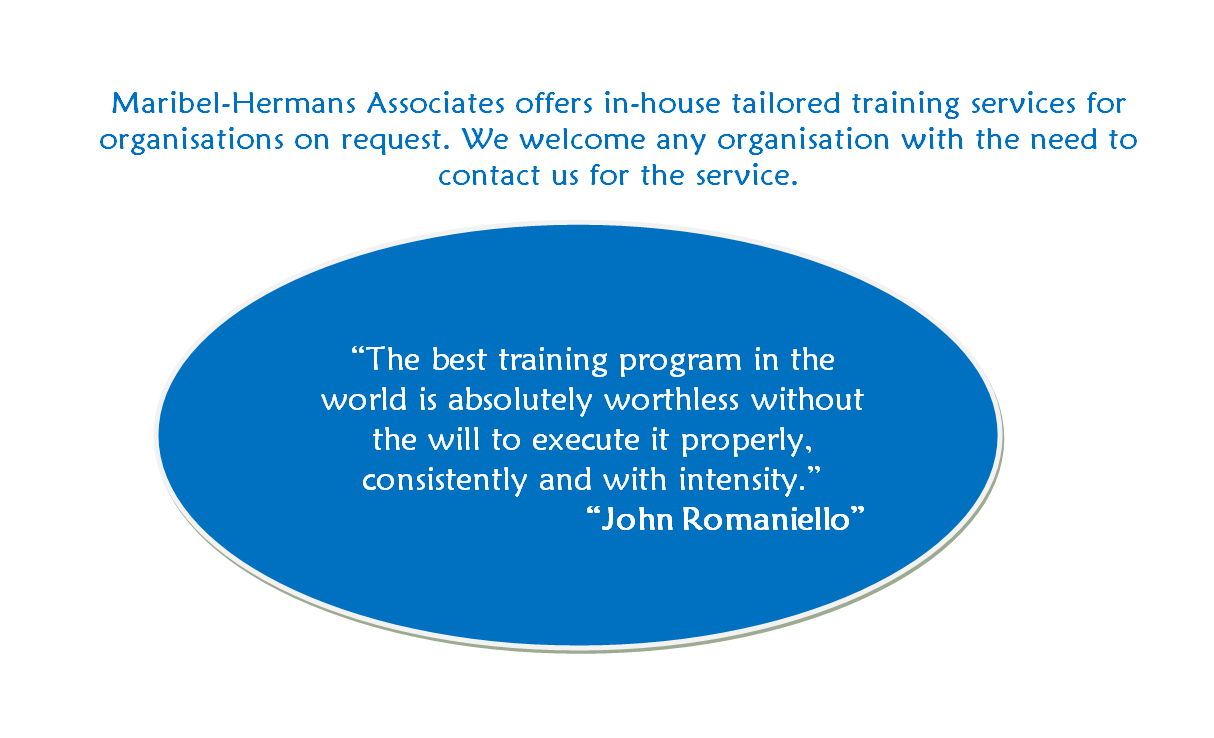 Maribel-Hermans Associates offers in-house tailored training services for
organisations on request. We welcome any organisation with the need to
contact us for the service.
“The best training program in the
world is absolutely worthless without
the will to execute it properly,
consistently and with intensity.”
“John Romaniello”